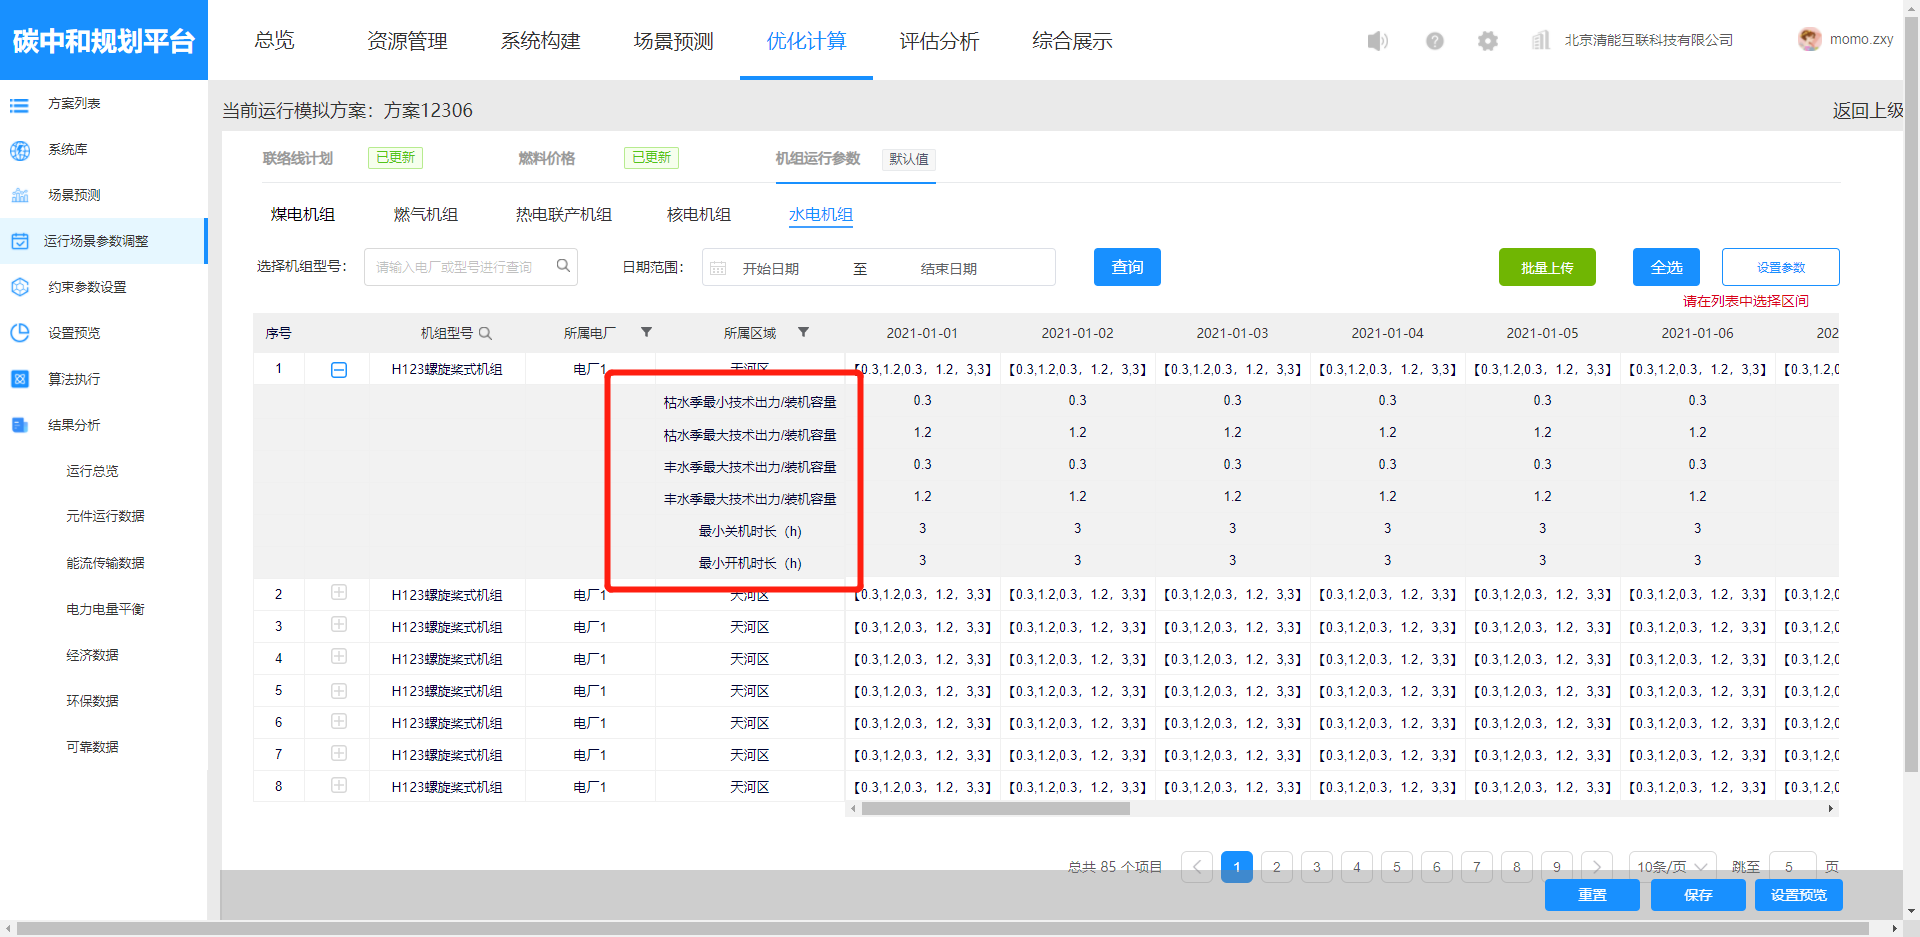 碳中和规划平台
总览 资源管理 系统构建 场景预测 优化计算 评估分析 综合展示 北京清能互联科技有限公司 momo.zxy
方案列表
系统库
场景预测
运行场景参数调整
约束参数设置
设置预览
算法执行
结果分析
运行总览
元件运行数据
能流传输数据
电力电量平衡
经济数据
环保数据
可靠数据
当前运行模拟方案：方案12306 返回上级
联络线计划 已更新 燃料价格 已更新 机组运行参数 默认值
煤电机组 燃气机组 热电联产机组 核电机组 水电机组
选择机组型号： 请输入电厂或型号进行查询 日期范围： 开始日期 至 结束日期 查询 批量上传 全选 设置参数
请在列表中选择区间
序号 机组型号 所属电厂 所属区域 2021-01-01 2021-01-02 2021-01-03 2021-01-04 2021-01-05 2021-01-06 202
1 H123螺旋桨式机组 电厂1 天河区 【0.3,1.2,0.3，1.2，3,3】 【0.3,1.2,0.3，1.2，3,3】 【0.3,1.2,0.3，1.2，3,3】 【0.3,1.2,0.3，1.2，3,3】 【0.3,1.2,0.3，1.2，3,3】 【0.3,1.2,0.3，1.2，3,3】 【0.3,1.2,0
枯水季最小技术出力/装机容量 0.3 0.3 0.3 0.3 0.3 0.3
枯水季最大技术出力/装机容量 1.2 1.2 1.2 1.2 1.2 1.2
丰水季最大技术出力/装机容量 0.3 0.3 0.3 0.3 0.3 0.3
丰水季最大技术出力/装机容量 1.2 1.2 1.2 1.2 1.2 1.2
最小关机时长（h) 3 3 3 3 3 3
最小开机时长（h) 3 3 3 3 3 3
2 H123螺旋桨式机组 电厂1 天河区 【0.3,1.2,0.3，1.2，3,3】 【0.3,1.2,0.3，1.2，3,3】 【0.3,1.2,0.3，1.2，3,3】 【0.3,1.2,0.3，1.2，3,3】 【0.3,1.2,0.3，1.2，3,3】 【0.3,1.2,0.3，1.2，3,3】 【0.3,1.2,0
3 H123螺旋桨式机组 电厂1 天河区 【0.3,1.2,0.3，1.2，3,3】 【0.3,1.2,0.3，1.2，3,3】 【0.3,1.2,0.3，1.2，3,3】 【0.3,1.2,0.3，1.2，3,3】 【0.3,1.2,0.3，1.2，3,3】 【0.3,1.2,0.3，1.2，3,3】 【0.3,1.2,0
4 H123螺旋桨式机组 电厂1 天河区 【0.3,1.2,0.3，1.2，3,3】 【0.3,1.2,0.3，1.2，3,3】 【0.3,1.2,0.3，1.2，3,3】 【0.3,1.2,0.3，1.2，3,3】 【0.3,1.2,0.3，1.2，3,3】 【0.3,1.2,0.3，1.2，3,3】 【0.3,1.2,0
5 H123螺旋桨式机组 电厂1 天河区 【0.3,1.2,0.3，1.2，3,3】 【0.3,1.2,0.3，1.2，3,3】 【0.3,1.2,0.3，1.2，3,3】 【0.3,1.2,0.3，1.2，3,3】 【0.3,1.2,0.3，1.2，3,3】 【0.3,1.2,0.3，1.2，3,3】 【0.3,1.2,0
6 H123螺旋桨式机组 电厂1 天河区 【0.3,1.2,0.3，1.2，3,3】 【0.3,1.2,0.3，1.2，3,3】 【0.3,1.2,0.3，1.2，3,3】 【0.3,1.2,0.3，1.2，3,3】 【0.3,1.2,0.3，1.2，3,3】 【0.3,1.2,0.3，1.2，3,3】 【0.3,1.2,0
7 H123螺旋桨式机组 电厂1 天河区 【0.3,1.2,0.3，1.2，3,3】 【0.3,1.2,0.3，1.2，3,3】 【0.3,1.2,0.3，1.2，3,3】 【0.3,1.2,0.3，1.2，3,3】 【0.3,1.2,0.3，1.2，3,3】 【0.3,1.2,0.3，1.2，3,3】 【0.3,1.2,0
8 H123螺旋桨式机组 电厂1 天河区 【0.3,1.2,0.3，1.2，3,3】 【0.3,1.2,0.3，1.2，3,3】 【0.3,1.2,0.3，1.2，3,3】 【0.3,1.2,0.3，1.2，3,3】 【0.3,1.2,0.3，1.2，3,3】 【0.3,1.2,0.3，1.2，3,3】 【0.3,1.2,0
总共 85 个项目 1 2 3 4 5 6 7 8 9 10条/页 跳至 5 页
重置 保存 设置预览